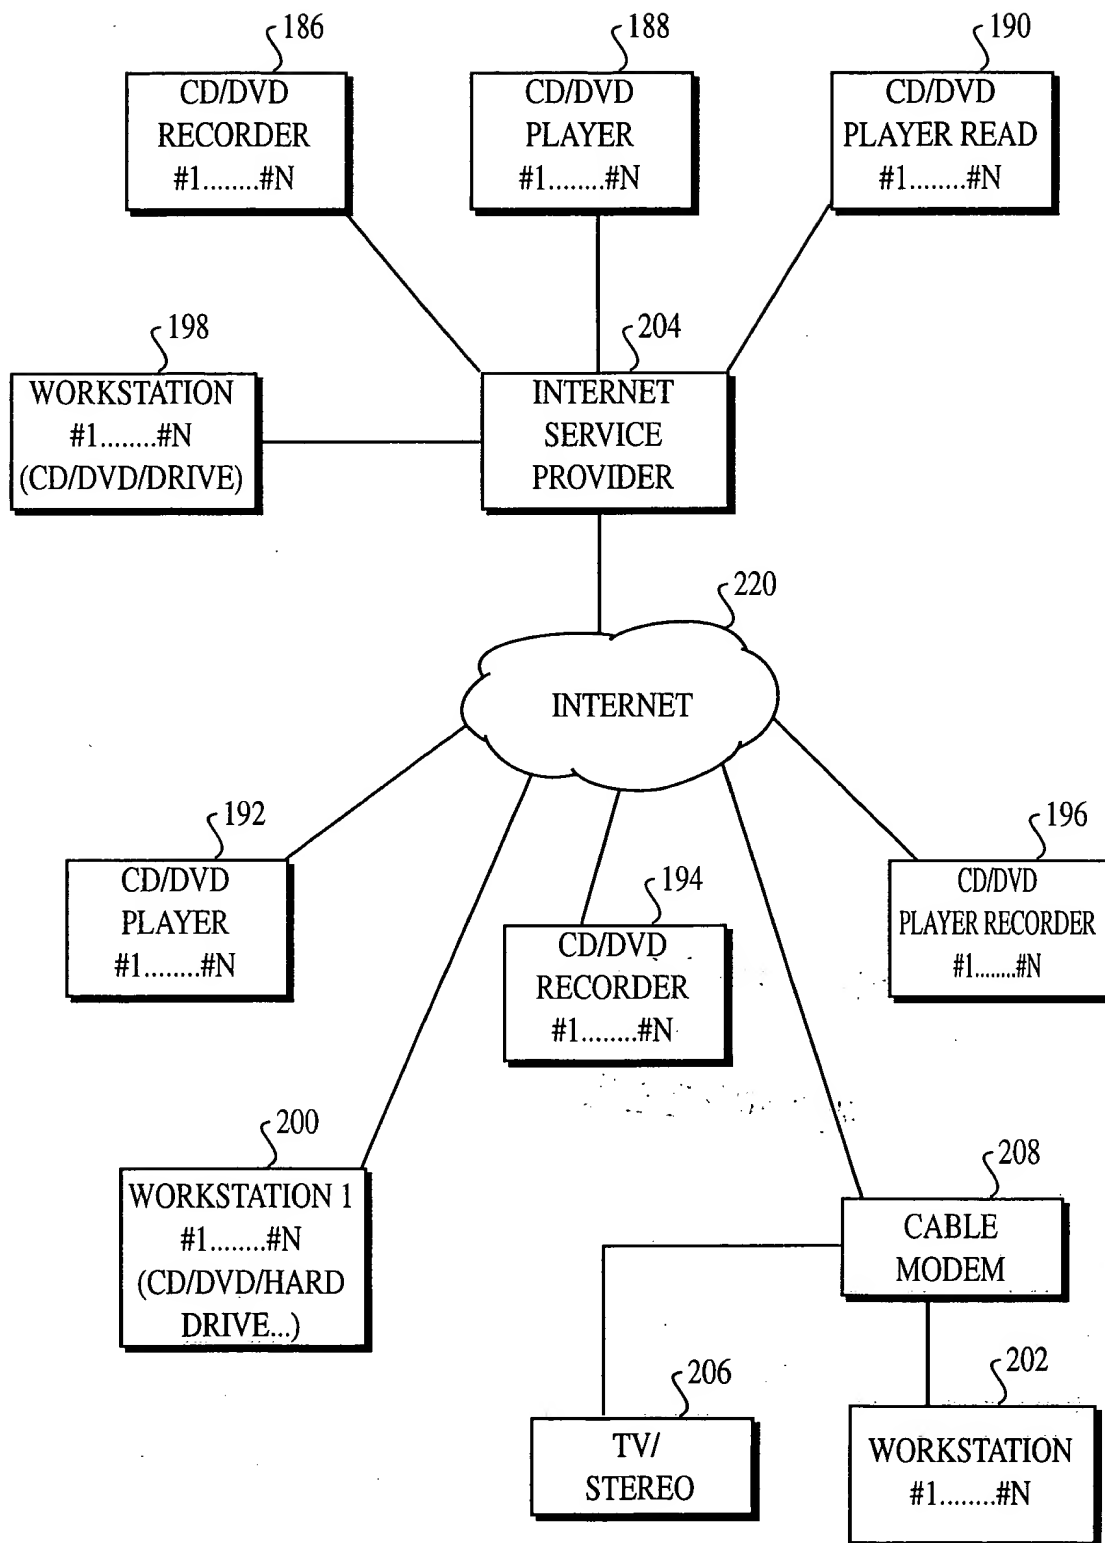 186
CD/DVD
RECORDER
#1........#N
188
CD/DVD
PLAYER
#1........#N
190
CD/DVD
PLAYER READ
#1........#N
198
WORKSTATION
#1........#N
(CD/DVD/DRIVE)
204
INTERNET
SERVICE
PROVIDER
220
INTERNET
192
CD/DVD
PLAYER
#1........#N
194
CD/DVD
RECORDER
#1........#N
196
CD/DVD
PLAYER RECORDER
#1........#N
200
WORKSTATION 1
#1........#N
(CD/DVD/HARD
DRIVE...)
208
CABLE
MODEM
206
TV/
STEREO
202
WORKSTATION
#1........#N